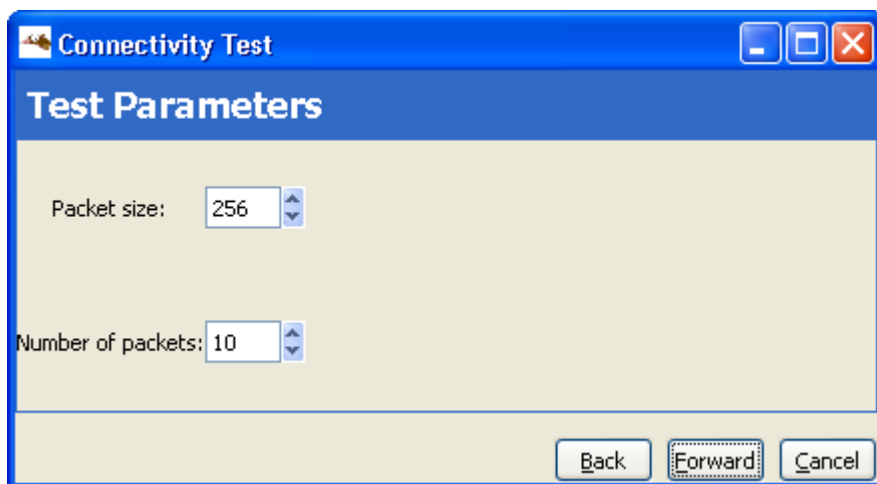 Connectivity Test
Test Parameters
Packet size: 256
Number of packets: 10
Back Forward Cancel